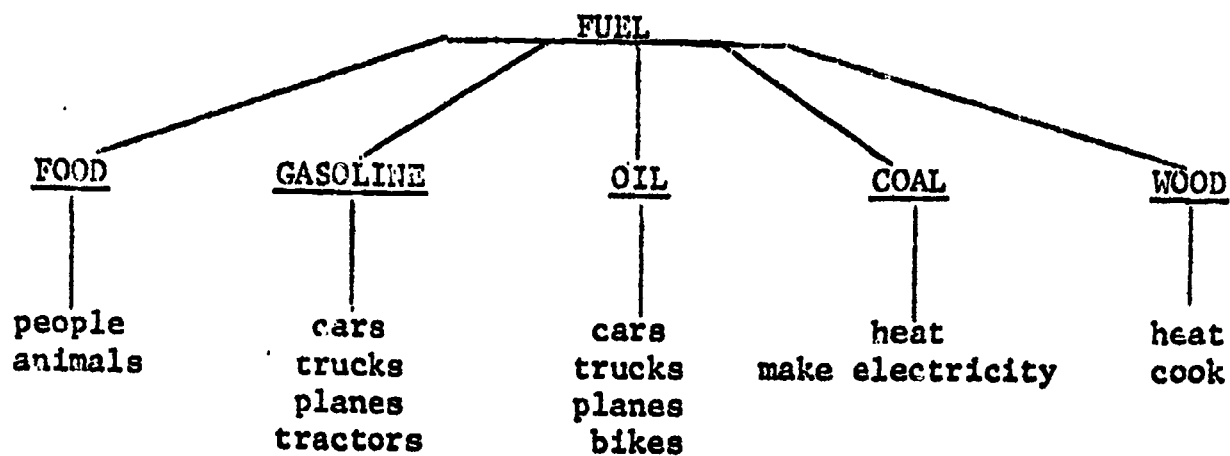 FUEL
FOOD
GASOLINE
OIL
COAL
WOOD
people
animals
cars
trucks
planes
tractors
cars
trucks
planes
bikes
heat
make electricity
heat
cook